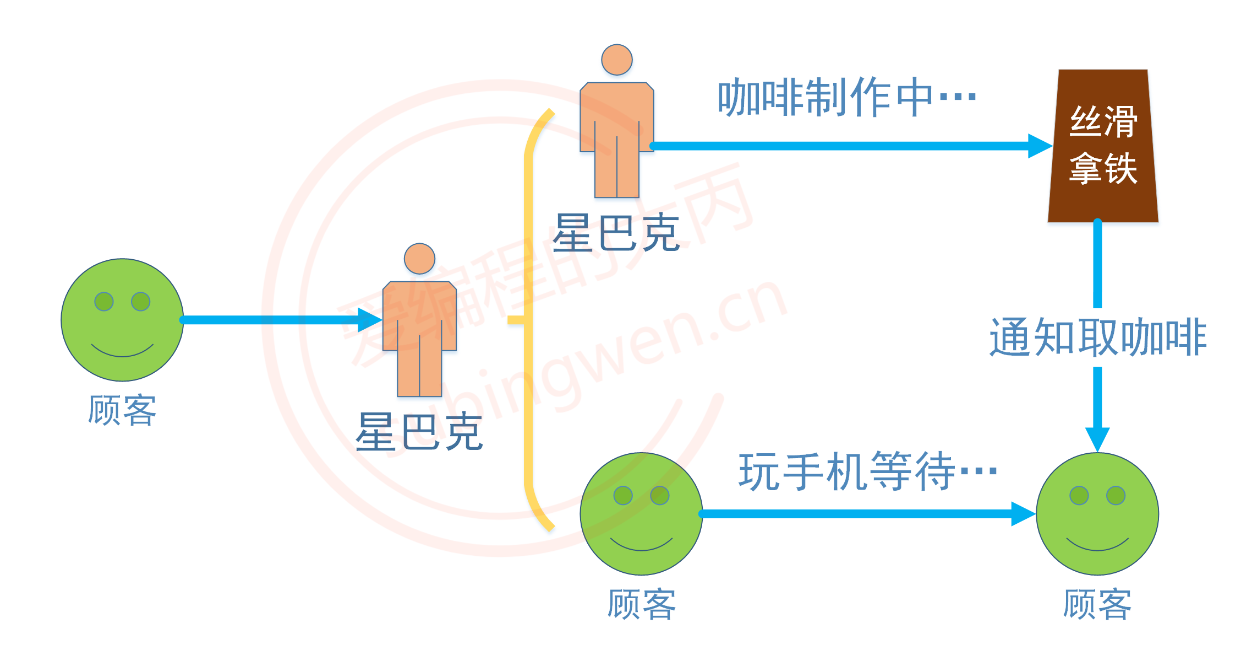 咖啡制作中…
丝滑
拿铁
星巴克
顾客
星巴克
通知取咖啡
玩手机等待…
顾客
顾客
爱编程的大丙
subingwen.cn